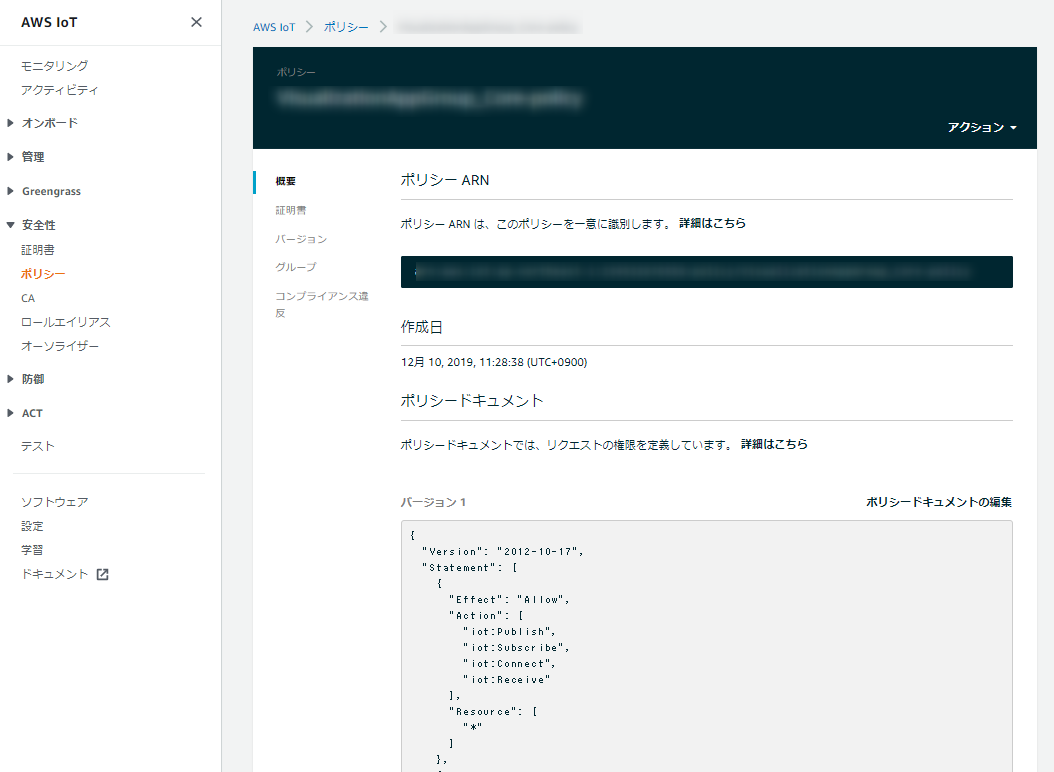 AWS IoT
モニタリング
アクティビティ
オンボード
管理
Greengrass
安全性
証明書
ポリシー
CA
ロールエイリアス
オーソライザー
防御
ACT
テスト
ソフトウェア
設定
学習
ドキュメント
AWS IoT
ポリシー
ポリシー
アクション
概要
証明書
バージョン
グループ
コンプライアンス違
反
ポリシー ARN
ポリシー ARN は、このポリシーを一意に識別します。 詳細はこちら
作成日
12月 10, 2019, 11:28:38 (UTC+0900)
ポリシードキュメント
ポリシードキュメントでは、リクエストの権限を定義しています。 詳細はこちら
バージョン 1
ポリシードキュメントの編集
{
"Version": "2012-10-17",
"Statement": [
{
"Effect": "Allow",
"Action": [
"iot:Publish",
"iot:Subscribe",
"iot:Connect",
"iot:Receive"
],
"Resource": [
"*"
]
},